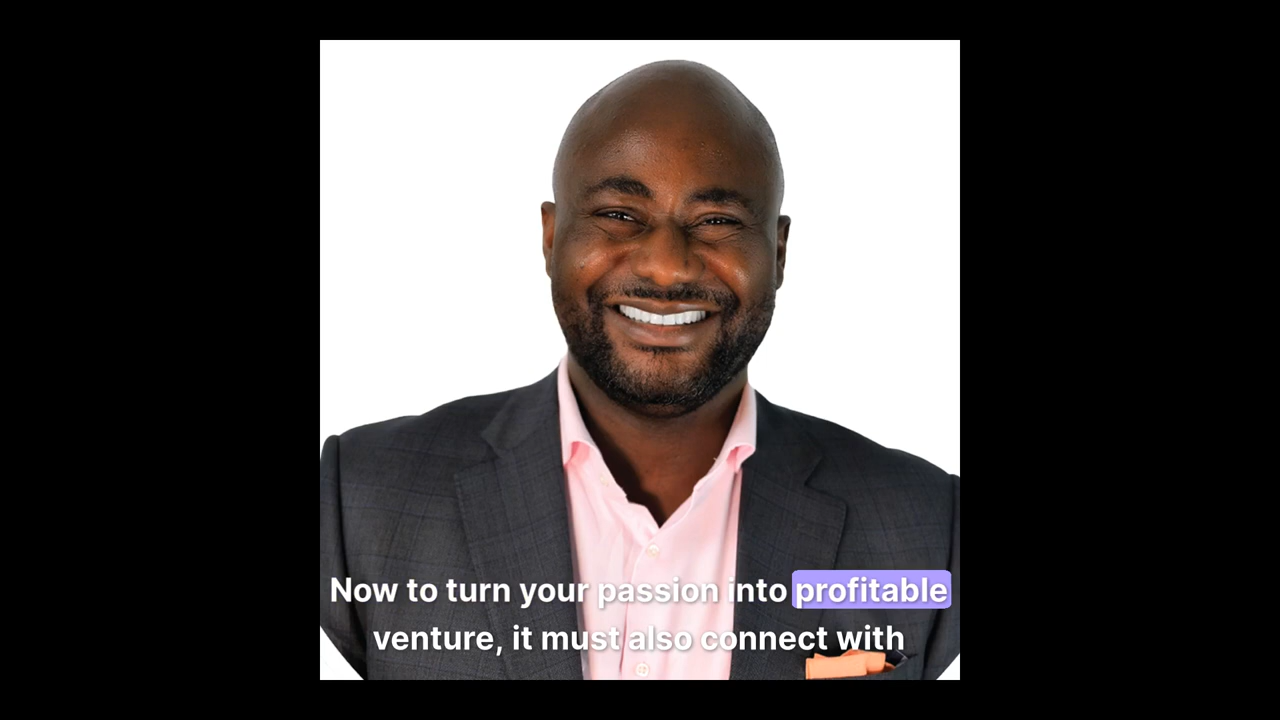 Now to turn your passion into profitable
venture, it must also connect with